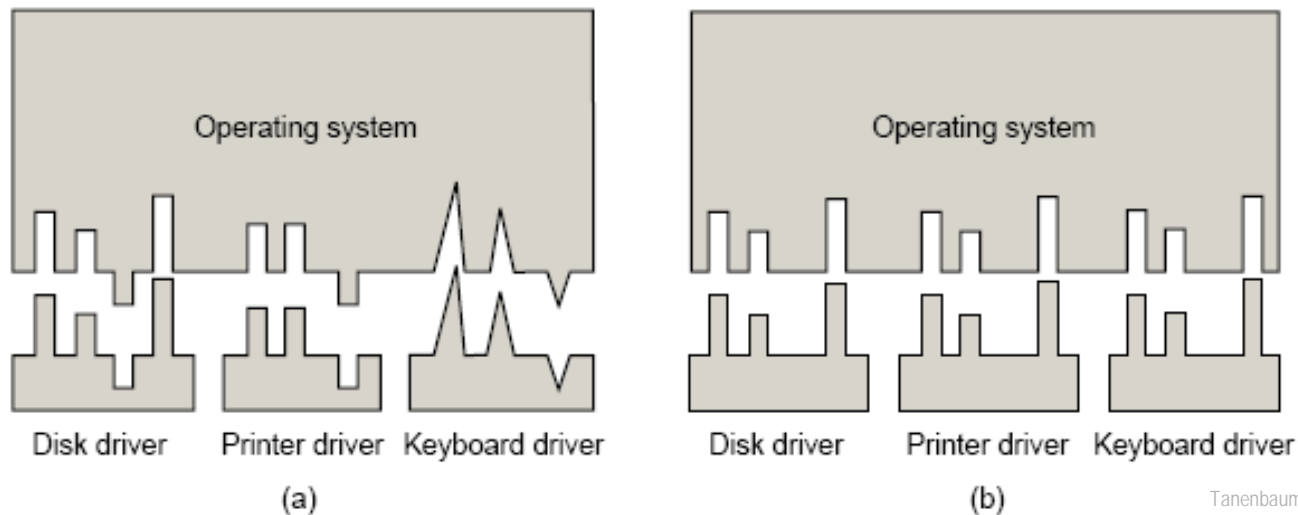 Operating system
Operating system
Disk driver
Printer driver
Keyboard driver
Disk driver
Printer driver
Keyboard driver
(a)
(b)
Tanenbaum